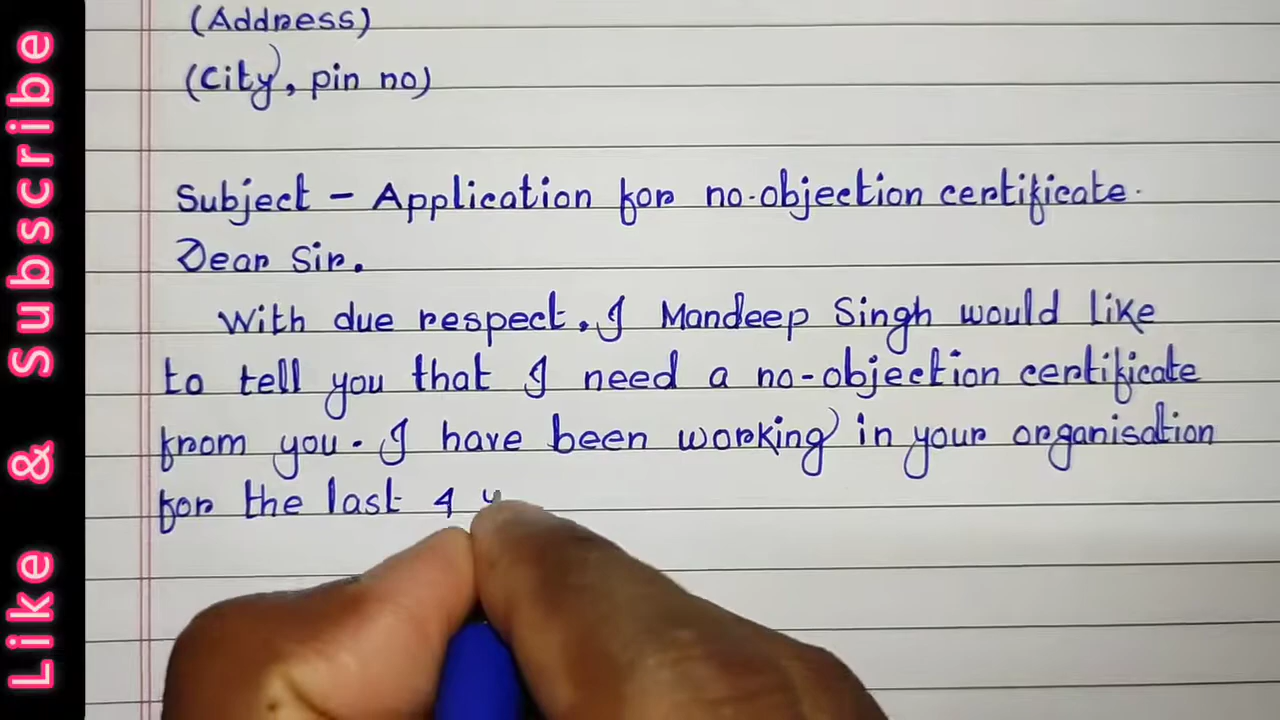 (Address)
(City, pin no)
Subject - Application for no-objection certificate.
Dear Sir,
With due respect, I Mandeep Singh would like
to tell you that I need a no-objection certificate
from you. I have been working in your organisation
for the last 4 y
Like & Subscribe